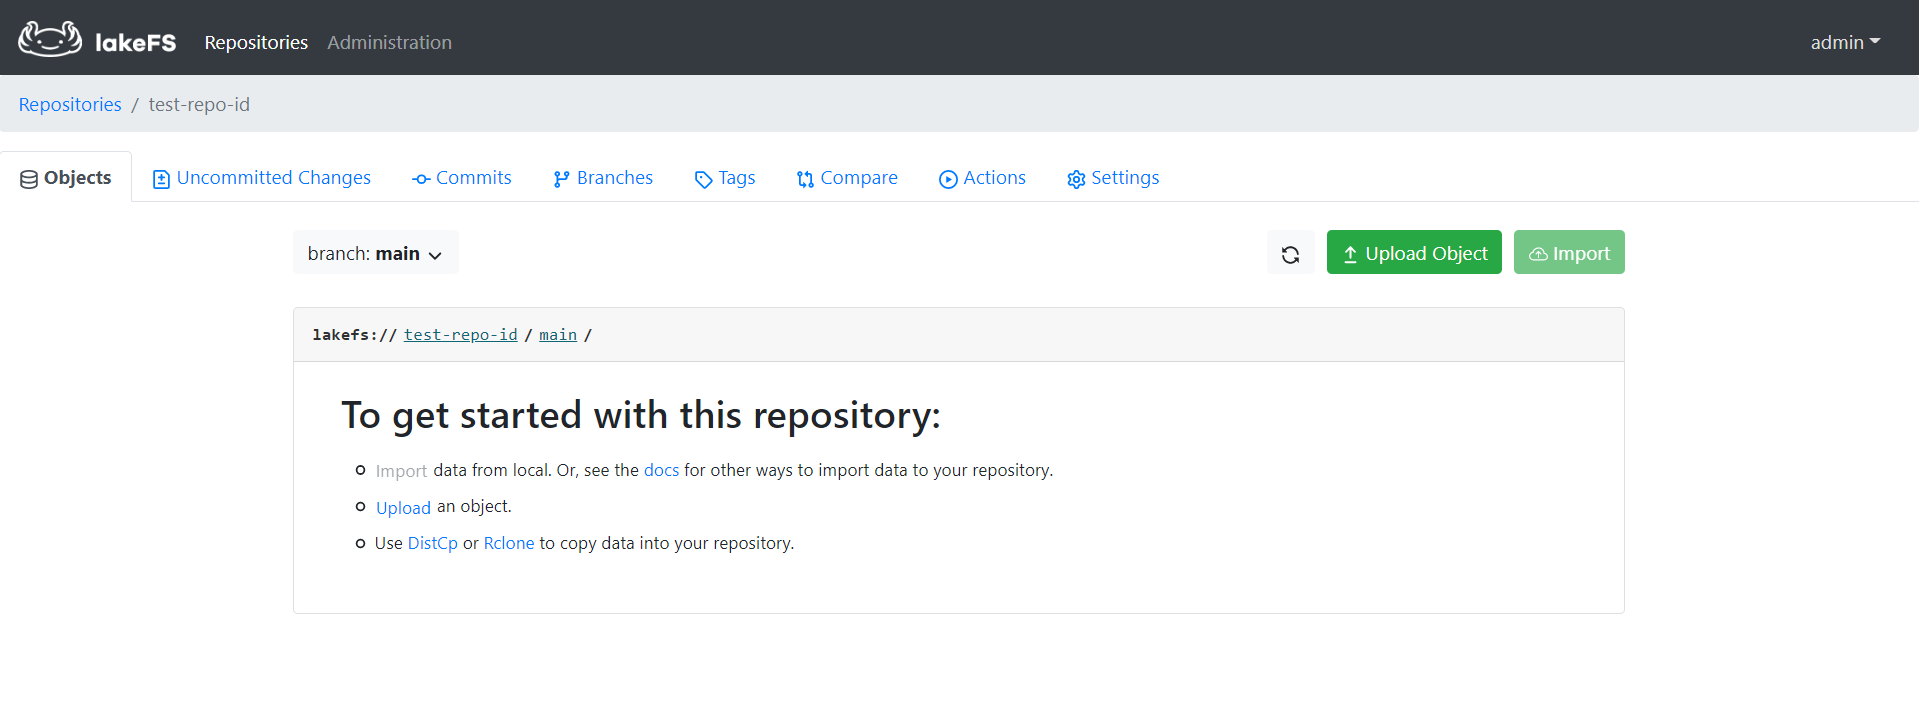 lakeFS Repositories Administration admin
Repositories / test-repo-id
Objects Uncommitted Changes Commits Branches Tags Compare Actions Settings
branch: main Upload Object Import
lakefs:// test-repo-id / main /
To get started with this repository:
Import data from local. Or, see the docs for other ways to import data to your repository.
Upload an object.
Use DistCp or Rclone to copy data into your repository.